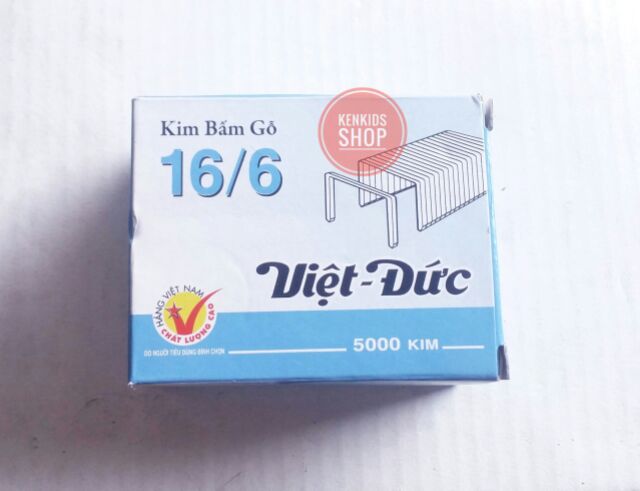 Kim Bấm Gỗ
16/6
KENKIDS
SHOP
Việt-Đức
HÀNG VIỆT NAM
CHẤT LƯỢNG CAO
DO NGƯỜI TIÊU DÙNG BÌNH CHỌN
5000 KIM